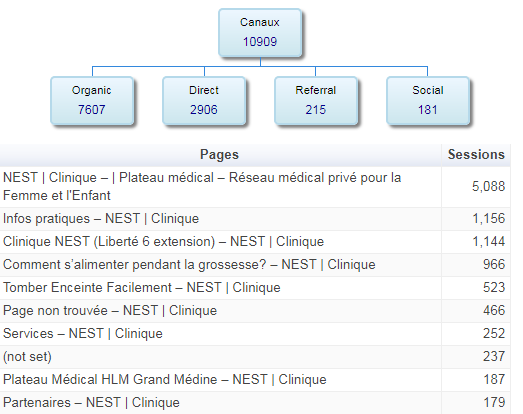 Canaux
10909
Organic
7607
Direct
2906
Referral
215
Social
181
Pages Sessions
NEST | Clinique – | Plateau médical – Réseau médical privé pour la
Femme et l'Enfant 5,088
Infos pratiques – NEST | Clinique 1,156
Clinique NEST (Liberté 6 extension) – NEST | Clinique 1,144
Comment s'alimenter pendant la grossesse? – NEST | Clinique 966
Tomber Enceinte Facilement – NEST | Clinique 523
Page non trouvée – NEST | Clinique 466
Services – NEST | Clinique 252
(not set) 237
Plateau Médical HLM Grand Médine – NEST | Clinique 187
Partenaires – NEST | Clinique 179